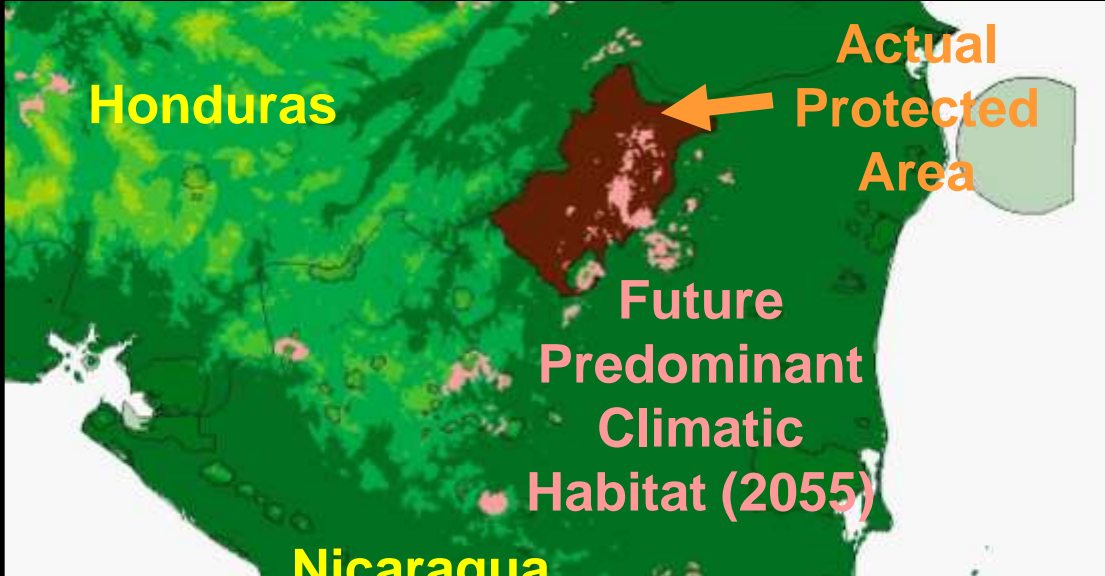 Honduras
Actual
Protected
Area
Future
Predominant
Climatic
Habitat (2055)
Nicaragua